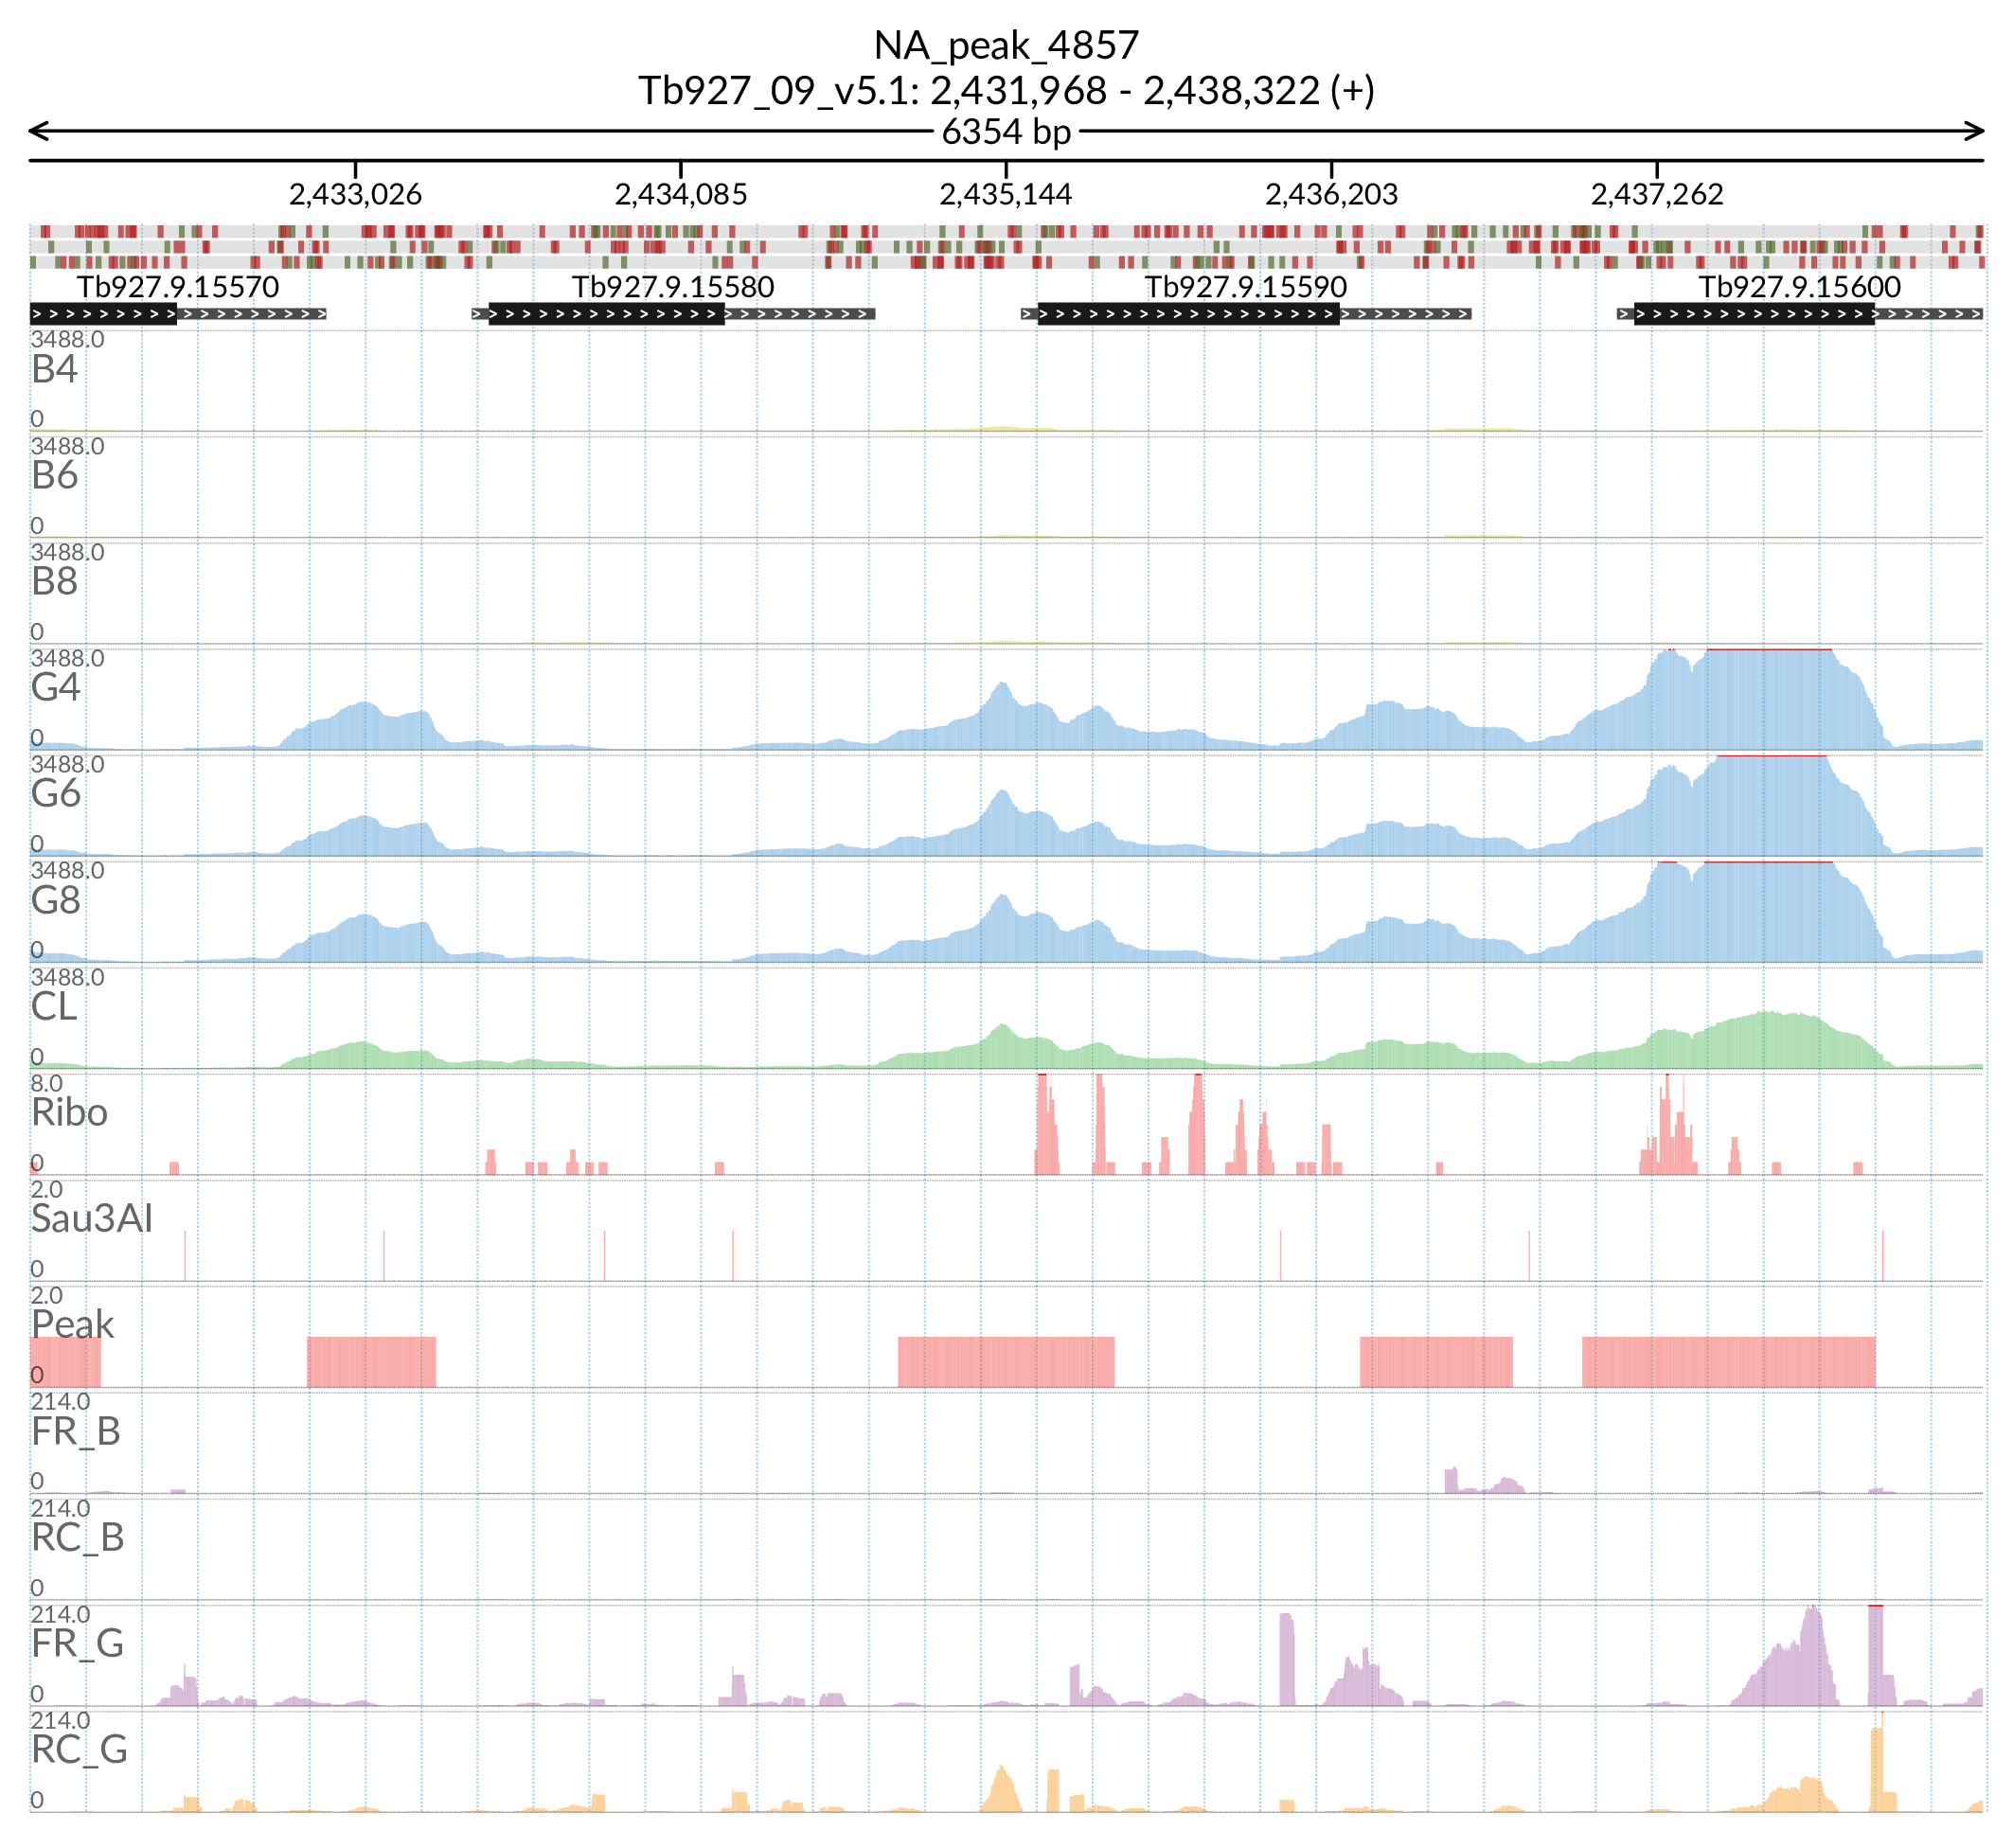 NA_peak_4857
Tb927_09_v5.1: 2,431,968 - 2,438,322 (+)
6354 bp
2,433,026 2,434,085 2,435,144 2,436,203 2,437,262
Tb927.9.15570 Tb927.9.15580 Tb927.9.15590 Tb927.9.15600
3488.0
B4
0
3488.0
B6
0
3488.0
B8
0
3488.0
G4
0
3488.0
G6
0
3488.0
G8
0
3488.0
CL
0
8.0
Ribo
0
2.0
Sau3AI
0
2.0
Peak
0
214.0
FR_B
0
214.0
RC_B
0
214.0
FR_G
0
214.0
RC_G
0